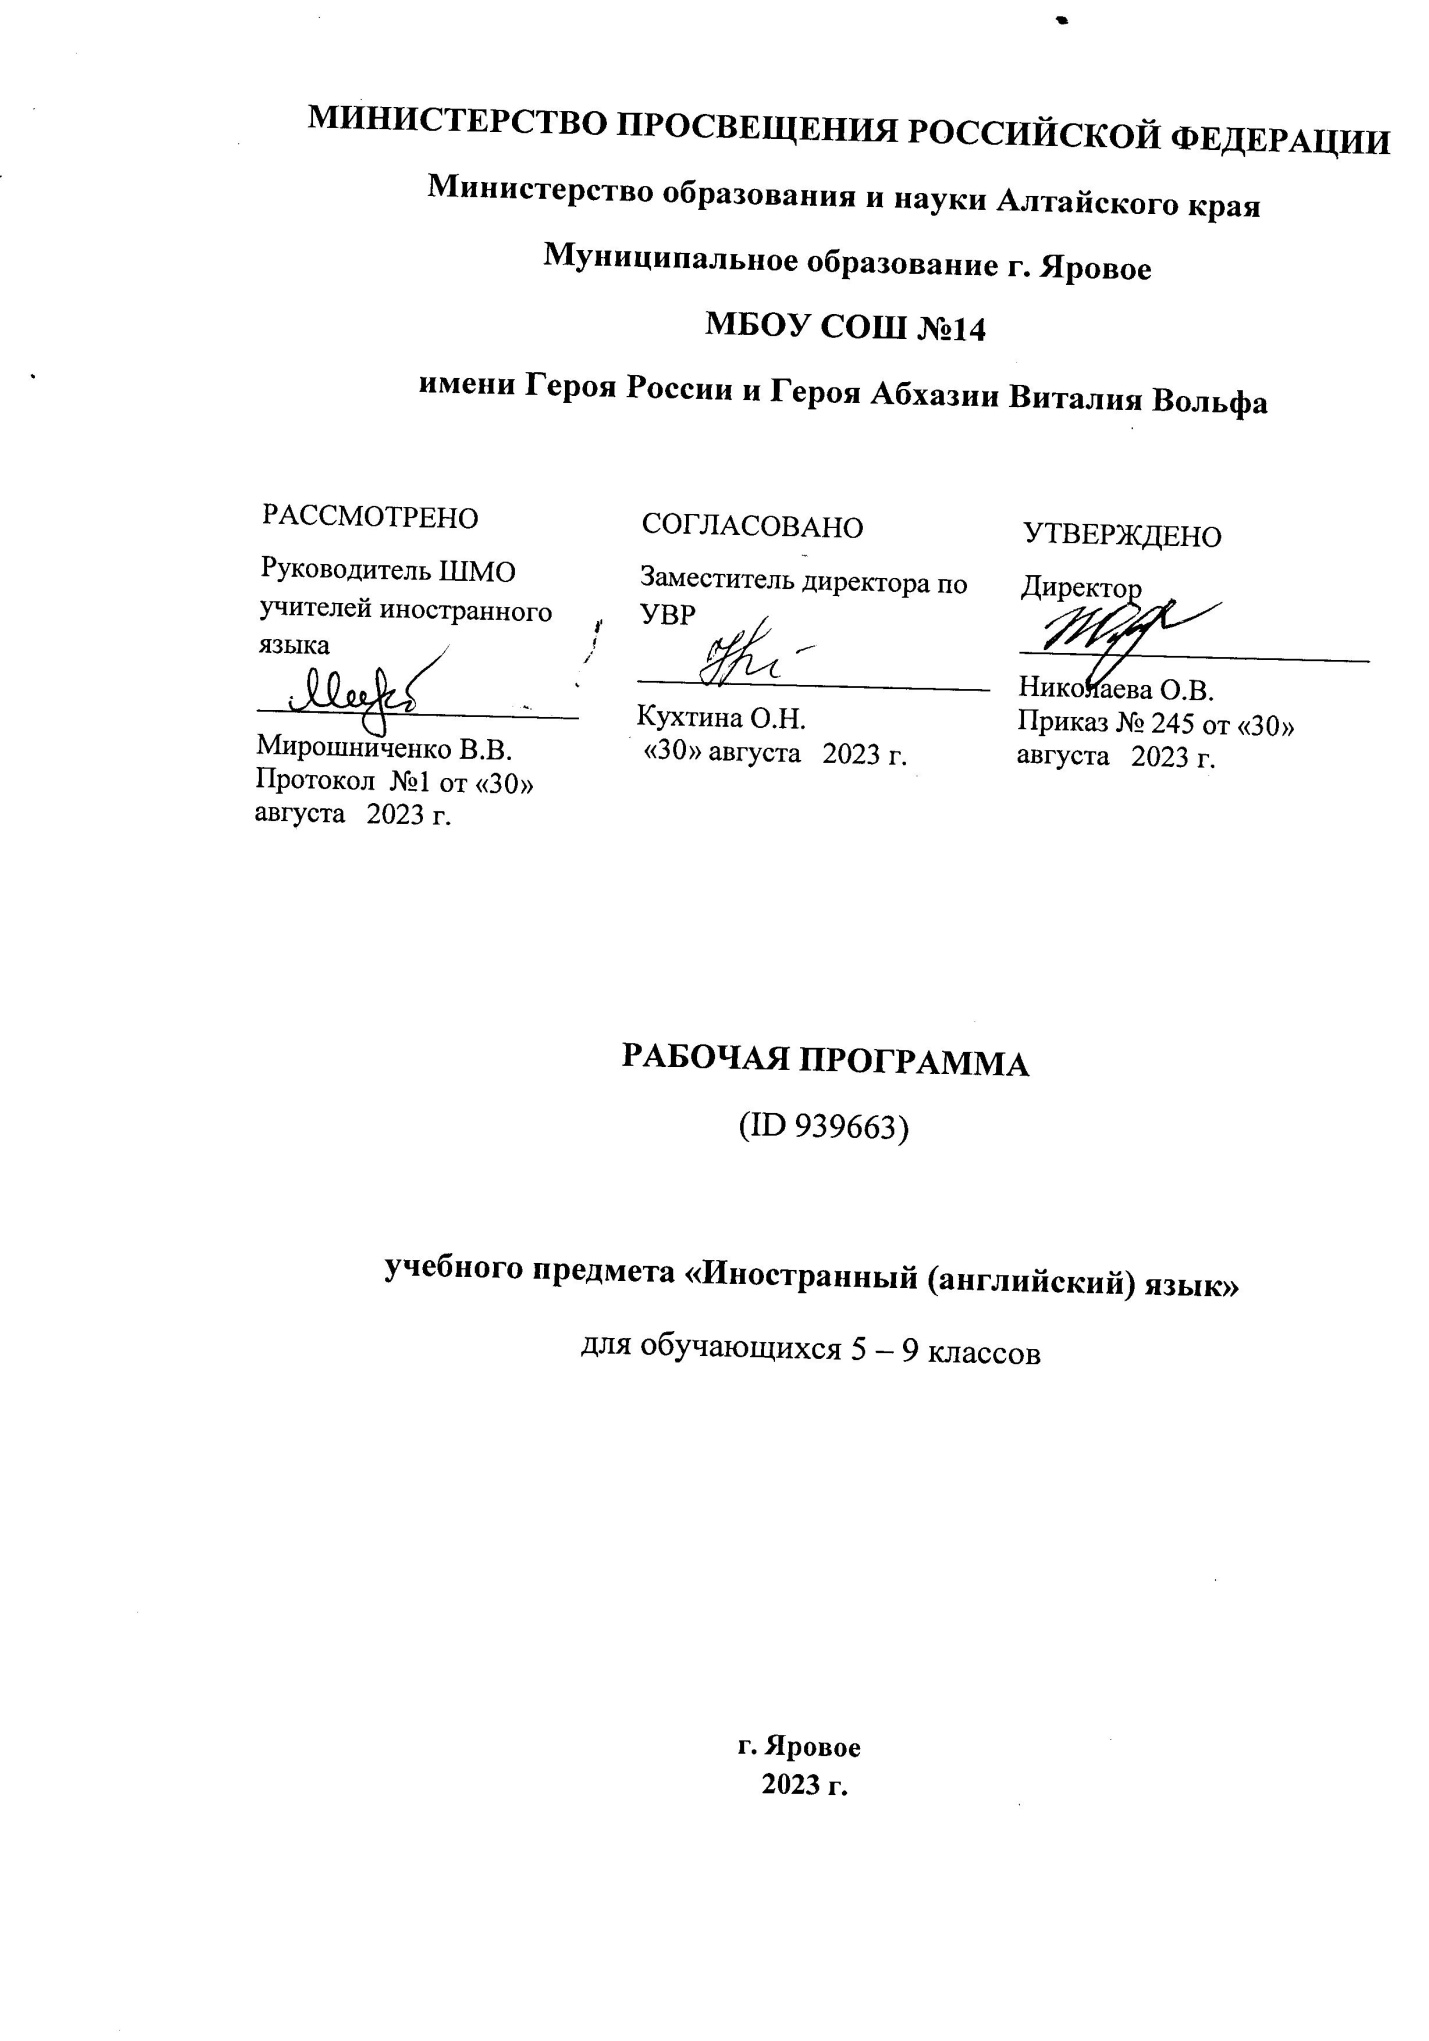 МИНИСТЕРСТВО ПРОСВЕЩЕНИЯ РОССИЙСКОЙ ФЕДЕРАЦИИ
Министерство образования и науки Алтайского края
Муниципальное образование г. Яровое
МБОУ СОШ №14
имени Героя России и Героя Абхазии Виталия Вольфа
РАССМОТРЕНО
Руководитель ШМО
учителей иностранного
языка
Мирошниченко В.В.
Протокол №1 от «30»
августа 2023 г.
СОГЛАСОВАНО
Заместитель директора по
УВР
Кухтина О.Н.
«30» августа 2023 г.
УТВЕРЖДЕНО
Директор
Николаева О.В.
Приказ № 245 от «30»
августа 2023 г.
РАБОЧАЯ ПРОГРАММА
(ID 939663)
учебного предмета «Иностранный (английский) язык»
для обучающихся 5 – 9 классов
г. Яровое
2023 г.